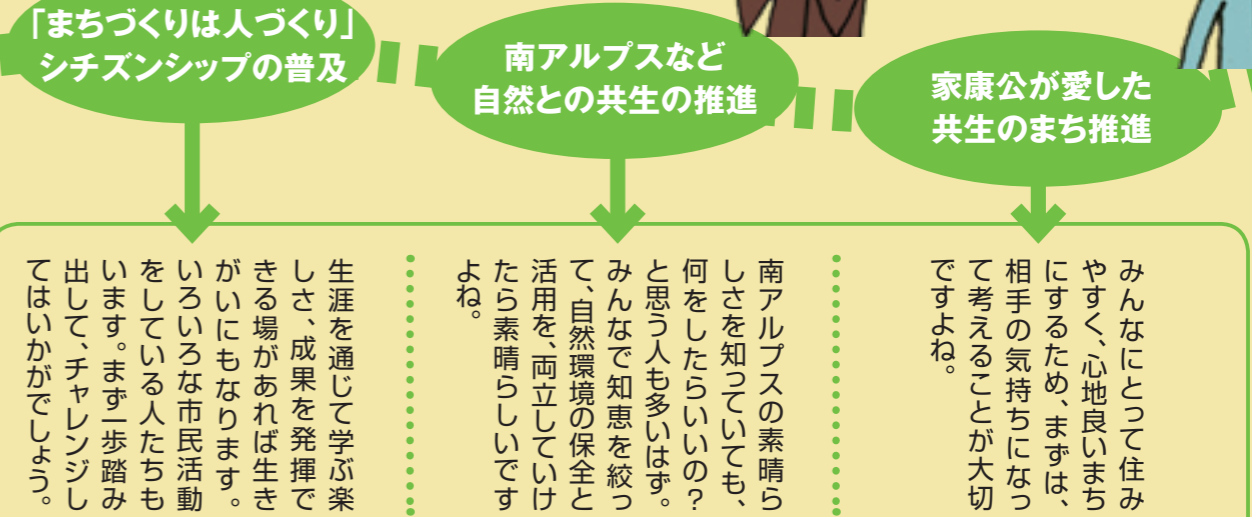 「まちづくりは人づくり」
シチズンシップの普及
南アルプスなど
自然との共生の推進
家康公が愛した
共生のまち推進
みんなにとって住み
やすく、心地良いまち
にするため、まずは、
相手の気持ちになっ
て考えることが大切
ですよね。
南アルプスの素晴ら
しさを知っていても、
何をしたらいいの？
と思う人も多いはず。
みんなで知恵を絞っ
て、自然環境の保全と
活用を、両立していけ
たら素晴らしいです
よね。
生涯を通じて学ぶ楽
しさ、成果を発揮で
きる場があれば生き
がいにもなります。
いろいろな市民活動
をしている人たちも
います。まず一歩踏み
出して、チャレンジし
てはいかがでしょう。